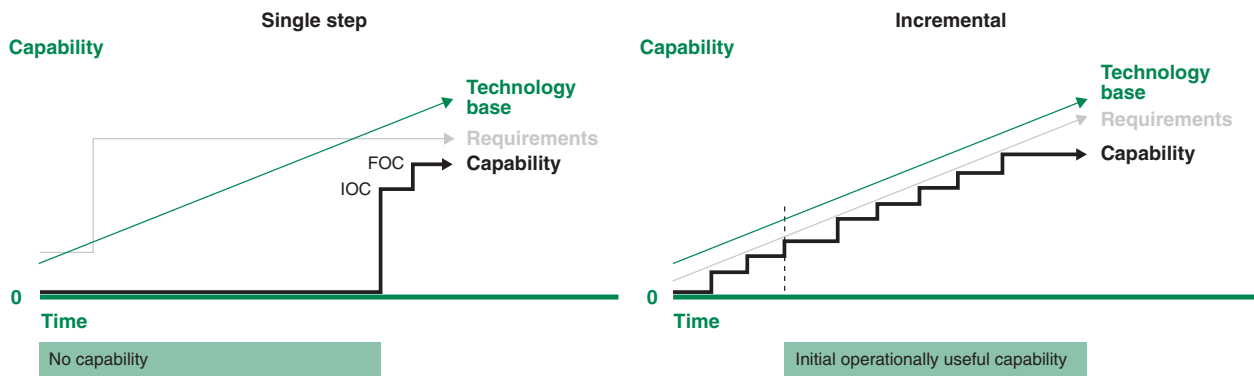 Single step
Capability
Technology
base
Requirements
FOC
Capability
IOC
0
Time
No capability
Incremental
Capability
Technology
base
Requirements
Capability
0
Time
Initial operationally useful capability